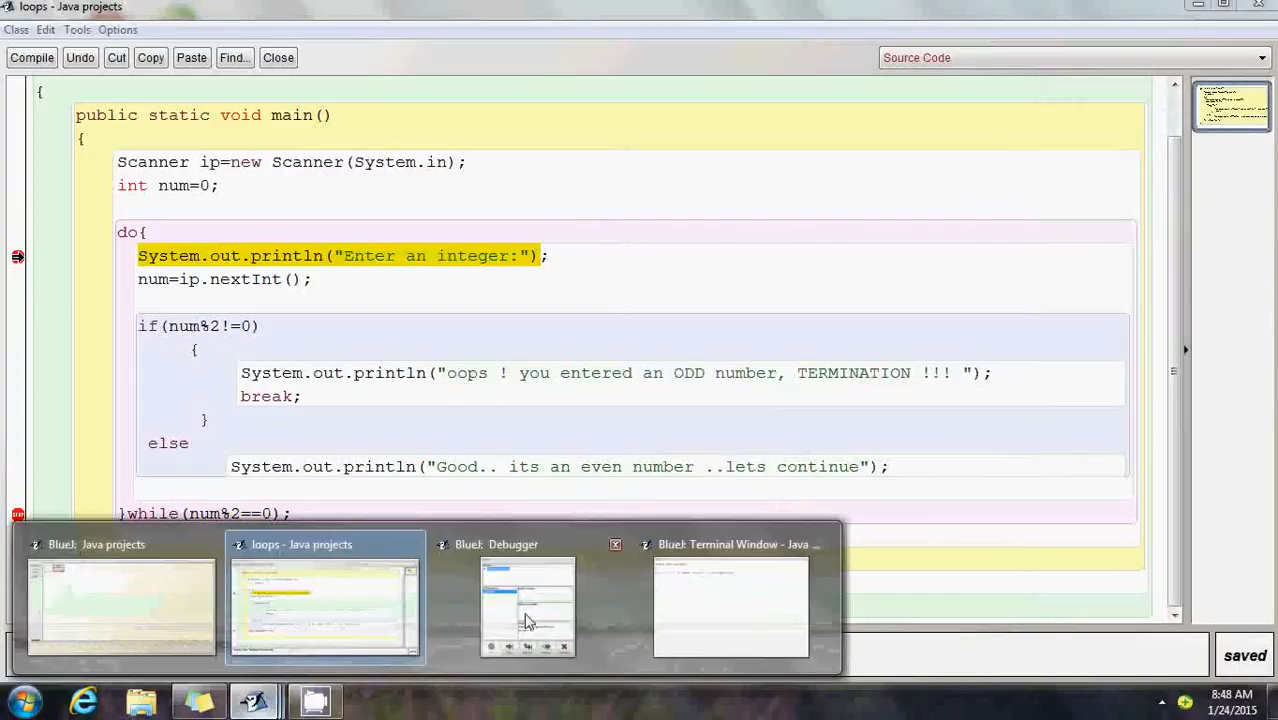 loops - Java projects
Class Edit Tools Options
Compile Undo Cut Copy Paste Find... Close Source Code
{
public static void main()
{
Scanner ip=new Scanner(System.in);
int num=0;
do{
System.out.println("Enter an integer:");
num=ip.nextInt();
if(num%2!=0)
{
System.out.println("oops ! you entered an ODD number, TERMINATION !!! ");
break;
}
else
System.out.println("Good.. its an even number ..lets continue");
}while(num%2==0);
BlueJ: Java projects
loops - Java projects
BlueJ: Debugger
BlueJ: Terminal Window - Java ...
saved
8:48 AM
1/24/2015